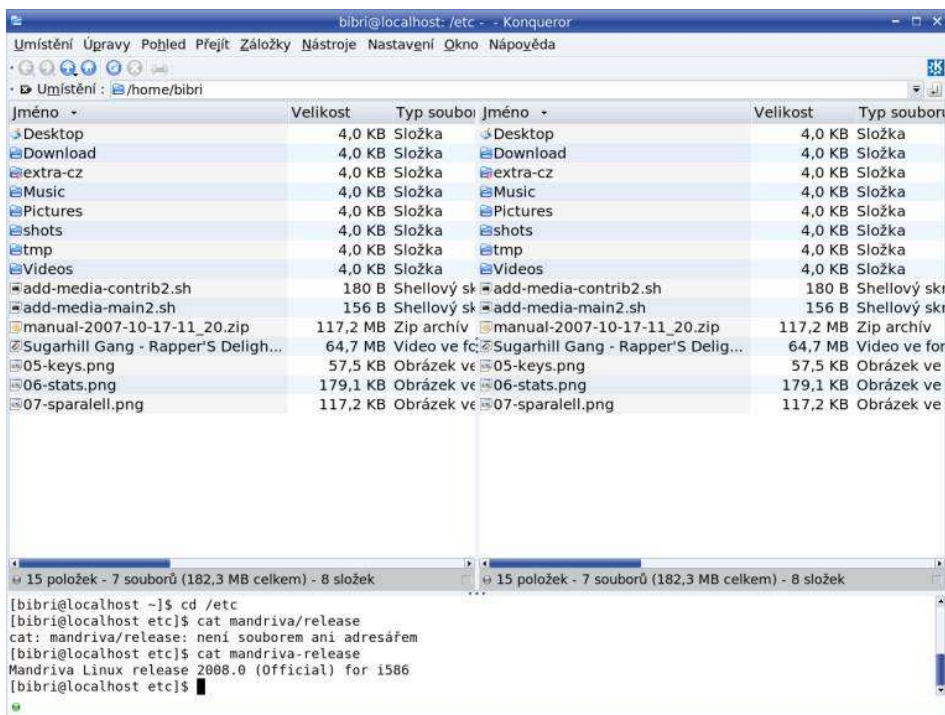 bibri@localhost: /etc - - Konqueror
Umístění Úpravy Pohled Přejít Záložky Nástroje Nastavení Okno Nápověda
Umístění : /home/bibri
Jméno Velikost Typ soubor Jméno Velikost Typ souboru
Desktop 4,0 KB Složka Desktop 4,0 KB Složka
Download 4,0 KB Složka Download 4,0 KB Složka
extra-cz 4,0 KB Složka extra-cz 4,0 KB Složka
Music 4,0 KB Složka Music 4,0 KB Složka
Pictures 4,0 KB Složka Pictures 4,0 KB Složka
shots 4,0 KB Složka shots 4,0 KB Složka
tmp 4,0 KB Složka tmp 4,0 KB Složka
Videos 4,0 KB Složka Videos 4,0 KB Složka
add-media-contrib2.sh 180 B Shellový sk add-media-contrib2.sh 180 B Shellový skr
add-media-main2.sh 156 B Shellový sk add-media-main2.sh 156 B Shellový skr
manual-2007-10-17-11_20.zip 117,2 MB Zip archív manual-2007-10-17-11_20.zip 117,2 MB Zip archív
Sugarhill Gang - Rapper'S Deligh... 64,7 MB Video ve fo Sugarhill Gang - Rapper'S Delig... 64,7 MB Video ve for
05-keys.png 57,5 KB Obrázek ve 05-keys.png 57,5 KB Obrázek ve
06-stats.png 179,1 KB Obrázek ve 06-stats.png 179,1 KB Obrázek ve
07-sparalell.png 117,2 KB Obrázek ve 07-sparalell.png 117,2 KB Obrázek ve
15 položek - 7 souborů (182,3 MB celkem) - 8 složek 15 položek - 7 souborů (182,3 MB celkem) - 8 složek
[bibri@localhost ~]$ cd /etc
[bibri@localhost etc]$ cat mandriva/release
cat: mandriva/release: není souborem ani adresářem
[bibri@localhost etc]$ cat mandriva-release
Mandriva Linux release 2008.0 (Official) for i586
[bibri@localhost etc]$